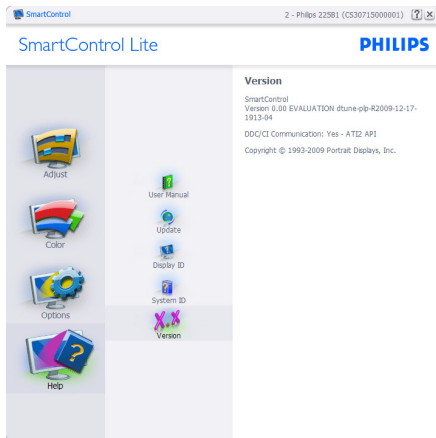 SmartControl
2 - Philips 225B1 (CS30715000001)
?
X
SmartControl Lite
PHILIPS
Adjust
Color
Options
Help
User Manual
Update
Display ID
System ID
X.X
Version
Version
SmartControl
Version 0.00 EVALUATION dtune-plp-R2009-12-17-
1913-04
DDC/CI Communication: Yes - ATI2 API
Copyright © 1993-2009 Portrait Displays, Inc.